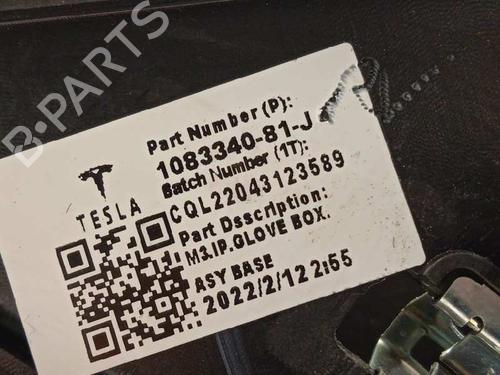 B-PARTS
TESLA
Part Number(P):
1083340-81-J
Batch Number (1T):
CQL22043123589
Part Dsscription:
M3.IP.GLOVE BOX.
ASY BASE
2022/2/12 2:55